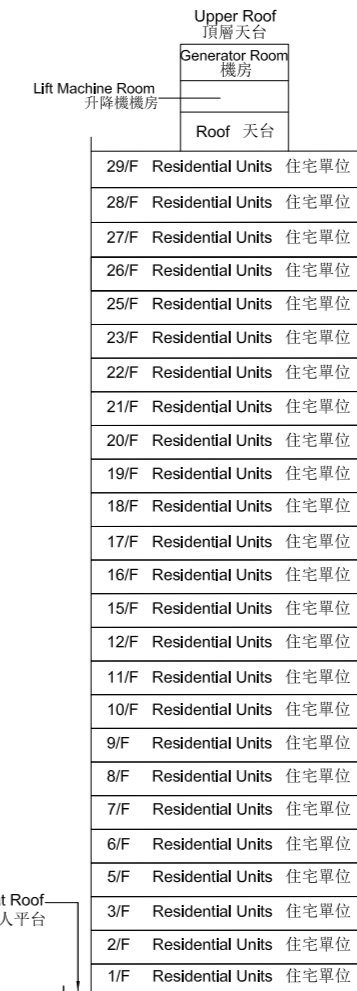 Upper Roof
頂層天台
Generator Room
機房
Lift Machine Room
升降機機房
Roof 天台
29/F Residential Units 住宅單位
28/F Residential Units 住宅單位
27/F Residential Units 住宅單位
26/F Residential Units 住宅單位
25/F Residential Units 住宅單位
23/F Residential Units 住宅單位
22/F Residential Units 住宅單位
21/F Residential Units 住宅單位
20/F Residential Units 住宅單位
19/F Residential Units 住宅單位
18/F Residential Units 住宅單位
17/F Residential Units 住宅單位
16/F Residential Units 住宅單位
15/F Residential Units 住宅單位
12/F Residential Units 住宅單位
11/F Residential Units 住宅單位
10/F Residential Units 住宅單位
9/F Residential Units 住宅單位
8/F Residential Units 住宅單位
7/F Residential Units 住宅單位
6/F Residential Units 住宅單位
5/F Residential Units 住宅單位
Roof
人平台
3/F Residential Units 住宅單位
2/F Residential Units 住宅單位
1/F Residential Units 住宅單位